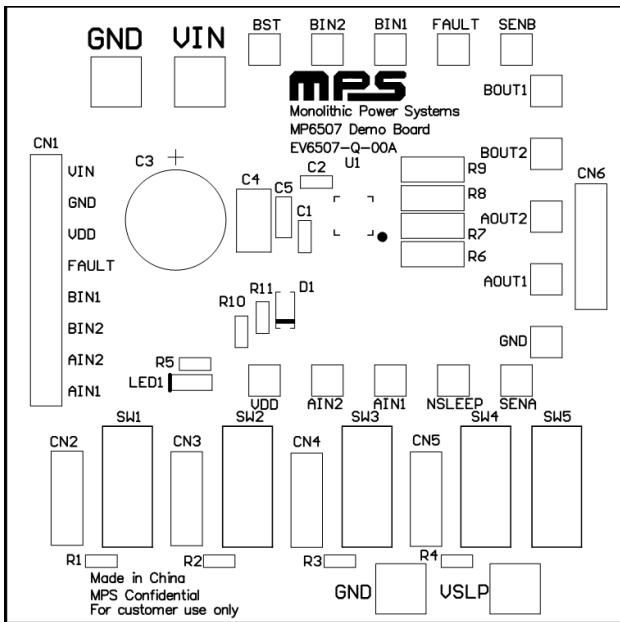 GND VIN BST BIN2 BIN1 FAULT SENB
MPS
Monolithic Power Systems
MP6507 Demo Board
EV6507-Q-00A
BOUT1
BOUT2
AOUT2
AOUT1
GND
CN6
CN1
VIN
GND
VDD
FAULT
BIN1
BIN2
AIN2
AIN1
C3
+
C4
C5
C2
C1
U1
R9
R8
R7
R6
R10
R11
D1
R5
LED1
VDD AIN2 AIN1 NSLEEP SENA
SW1 SW2 SW3 SW4 SW5
CN2 CN3 CN4 CN5
R1 R2 R3 R4
Made in China
MPS Confidential
For customer use only
GND VSLP